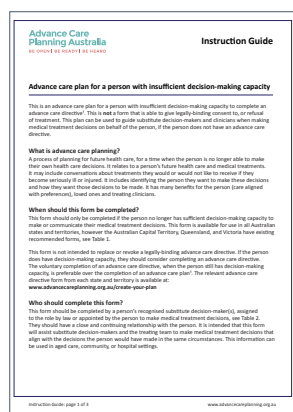 Advance Care
Planning Australia
BE OPEN | BE READY | BE HEARD
Instruction Guide
Advance care plan for a person with insufficient decision-making capacity
This is an advance care plan for a person with insufficient decision-making capacity to complete an
advance care directive¹. This is not a form that is able to give legally-binding consent to, or refusal
of treatment. This plan can be used to guide substitute decision-makers and clinicians when making
medical treatment decisions on behalf of the person, if the person does not have an advance care
directive.
What is advance care planning?
A process of planning for future health care, for a time when the person is no longer able to make
their own health care decisions. It relates to a person's future health care and medical treatments.
It may include conversations about treatments they would or would not like to receive if they
become seriously ill or injured. It includes identifying the person they want to make these decisions
and how they want those decisions to be made. It has many benefits for the person (care aligned
with preferences), loved ones and treating clinicians.
When should this form be completed?
This form should only be completed if the person no longer has sufficient decision-making capacity to
make or communicate their medical treatment decisions. This form is available for use in all Australian
states and territories, however the Australian Capital Territory, Queensland, and Victoria have existing
recommended forms, see Table 1.
This form is not intended to replace or revoke a legally-binding advance care directive. If the person
does have decision-making capacity, they should consider completing an advance care directive.
The voluntary completion of an advance care directive, when the person still has decision-making
capacity, is preferable over the completion of an advance care plan². The relevant advance care
directive form from each state and territory is available at:
www.advancecareplanning.org.au/create-your-plan
Who should complete this form?
This form should be completed by a person's recognised substitute decision-maker(s), assigned
to the role by law or appointed by the person to make medical treatment decisions, see Table 2.
They should have a close and continuing relationship with the person. It is intended that this form
will assist substitute decision-makers and the treating team to make medical treatment decisions that
align with the decisions the person would have made in the same circumstances. This information can
be used in aged care, community, or hospital settings.
Instruction Guide: page 1 of 3
www.advancecareplanning.org.au